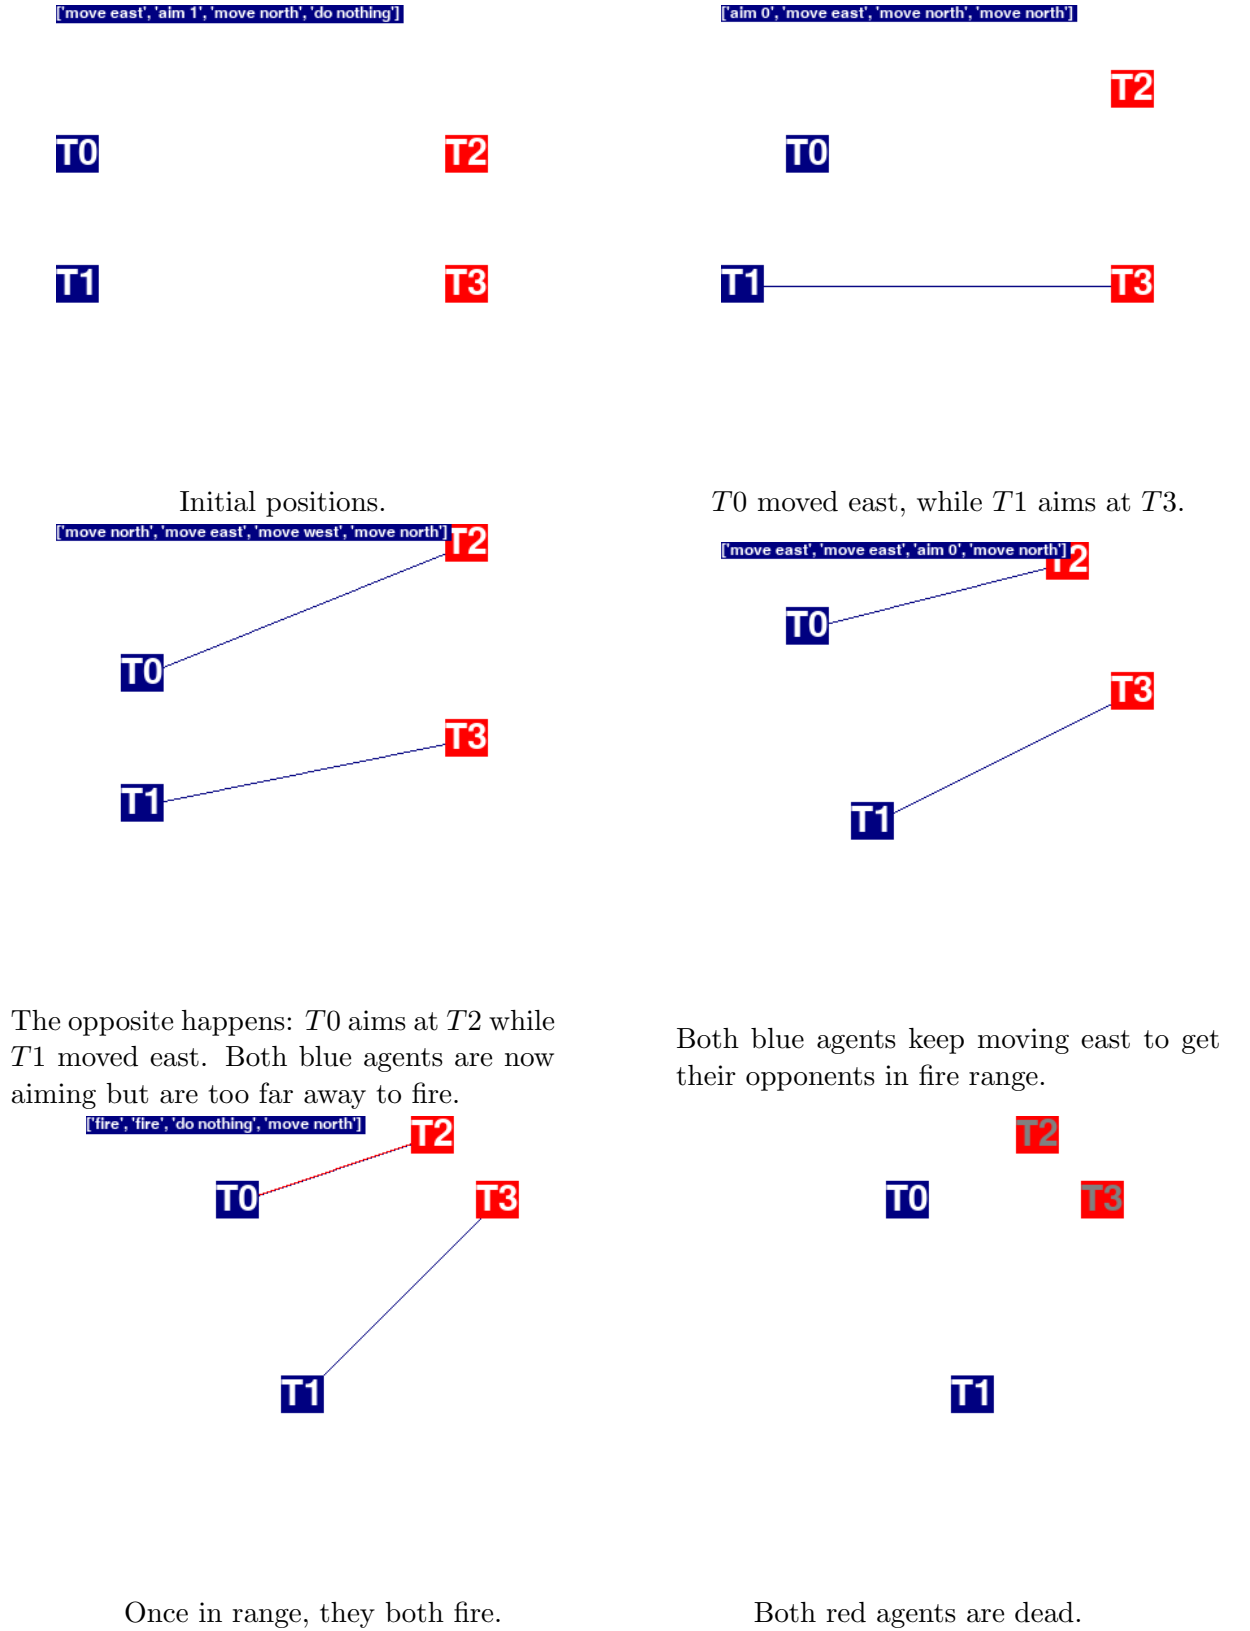 ['move east', 'aim 1', 'move north', 'do nothing']
T0
T2
T1
T3
Initial positions.
['aim 0', 'move east', 'move north', 'move north']
T2
T0
T1
T3
T0 moved east, while T1 aims at T3.
['move north', 'move east', 'move west', 'move north']
T2
T0
T3
T1
The opposite happens: T0 aims at T2 while
T1 moved east. Both blue agents are now
aiming but are too far away to fire.
['move east', 'move east', 'aim 0', 'move north']
T2
T0
T3
T1
Both blue agents keep moving east to get
their opponents in fire range.
['fire', 'fire', 'do nothing', 'move north']
T2
T0
T3
T1
Once in range, they both fire.
T2
T0
T3
T1
Both red agents are dead.